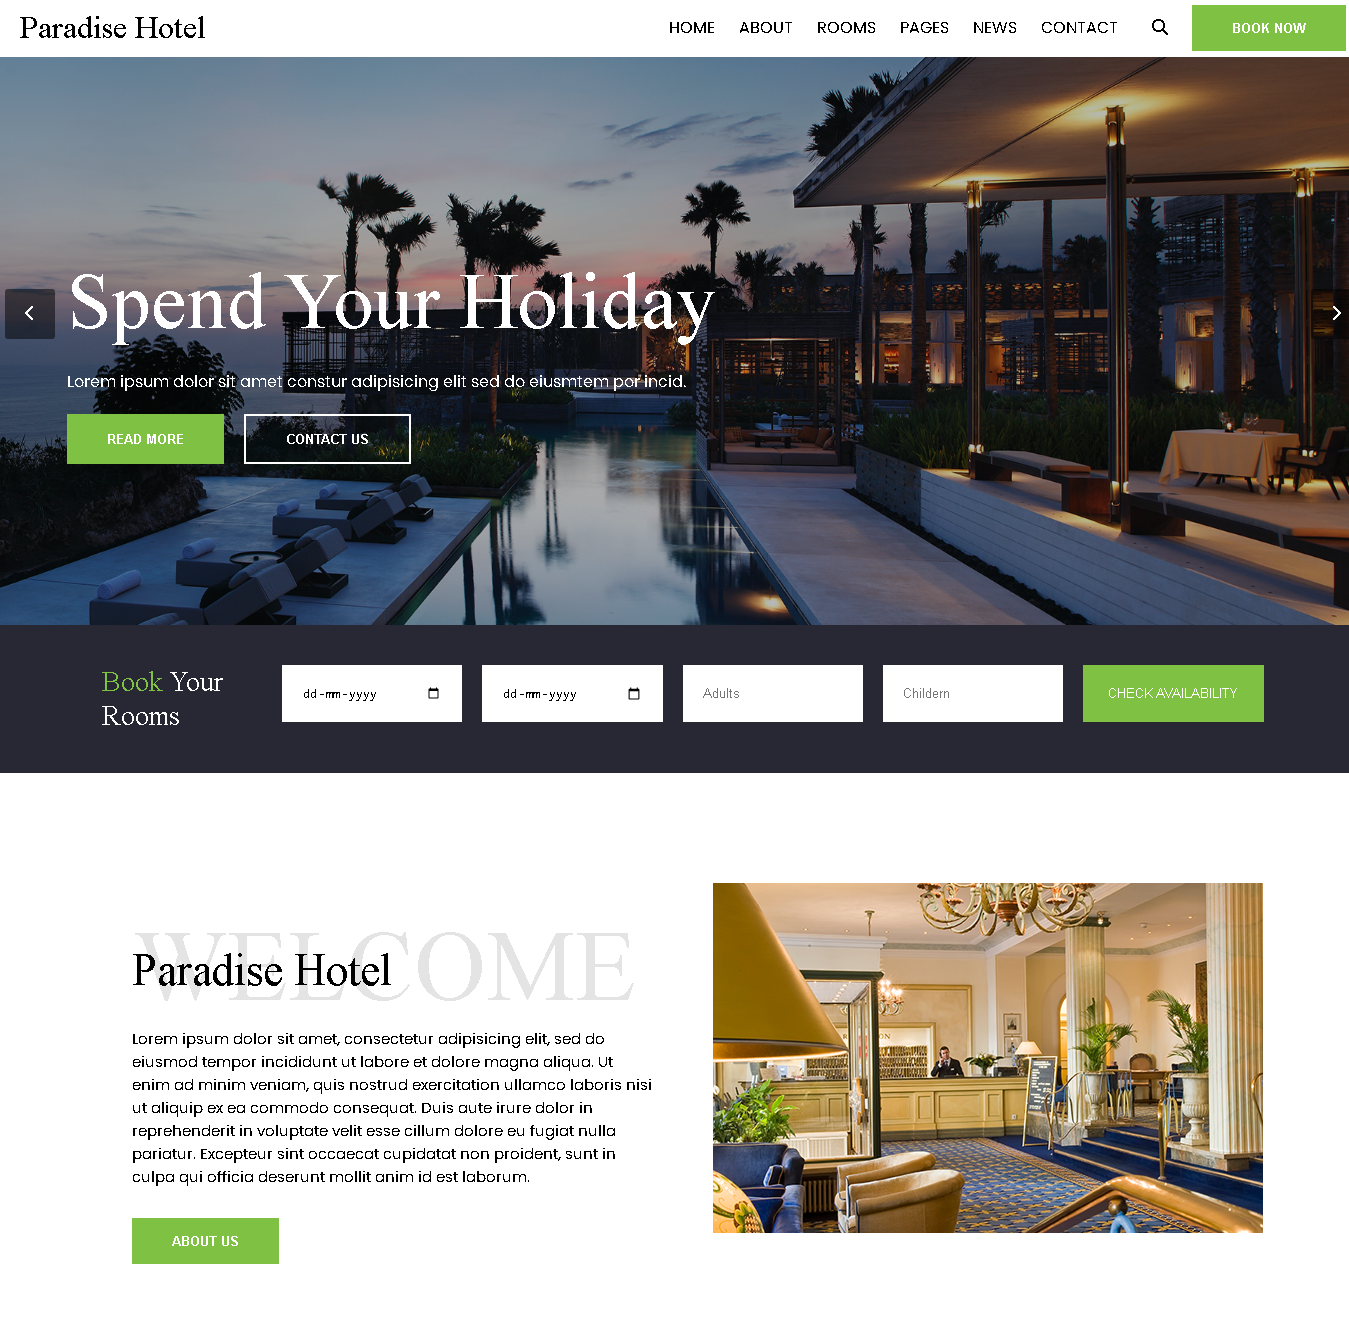 Paradise Hotel
HOME ABOUT ROOMS PAGES NEWS CONTACT BOOK NOW
Spend Your Holiday
Lorem ipsum dolor sit amet constur adipisicing elit sed do eiusmtem por incid.
READ MORE CONTACT US
Book Your
Rooms
dd-mm-yyyy dd-mm-yyyy Adults Childern CHECK AVAILABILITY
WELCOME
Paradise Hotel
Lorem ipsum dolor sit amet, consectetur adipisicing elit, sed do
eiusmod tempor incididunt ut labore et dolore magna aliqua. Ut
enim ad minim veniam, quis nostrud exercitation ullamco laboris nisi
ut aliquip ex ea commodo consequat. Duis aute irure dolor in
reprehenderit in voluptate velit esse cillum dolore eu fugiat nulla
pariatur. Excepteur sint occaecat cupidatat non proident, sunt in
culpa qui officia deserunt mollit anim id est laborum.
ABOUT US